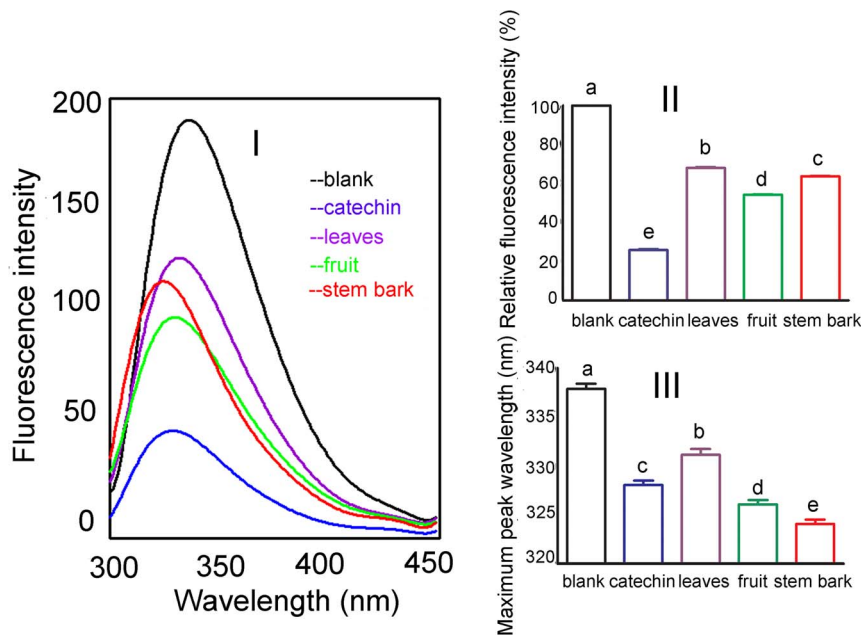 Fluorescence intensity
200
150
100
50
0
I
--blank
--catechin
--leaves
--fruit
--stem bark
300
350
400
450
Wavelength (nm)
Relative fluorescence intensity (%)
II
100
80
60
40
20
0
a
e
b
d
c
blank catechin leaves fruit stem bark
Maximum peak wavelength (nm)
III
340
335
330
325
320
a
c
b
d
e
blank catechin leaves fruit stem bark